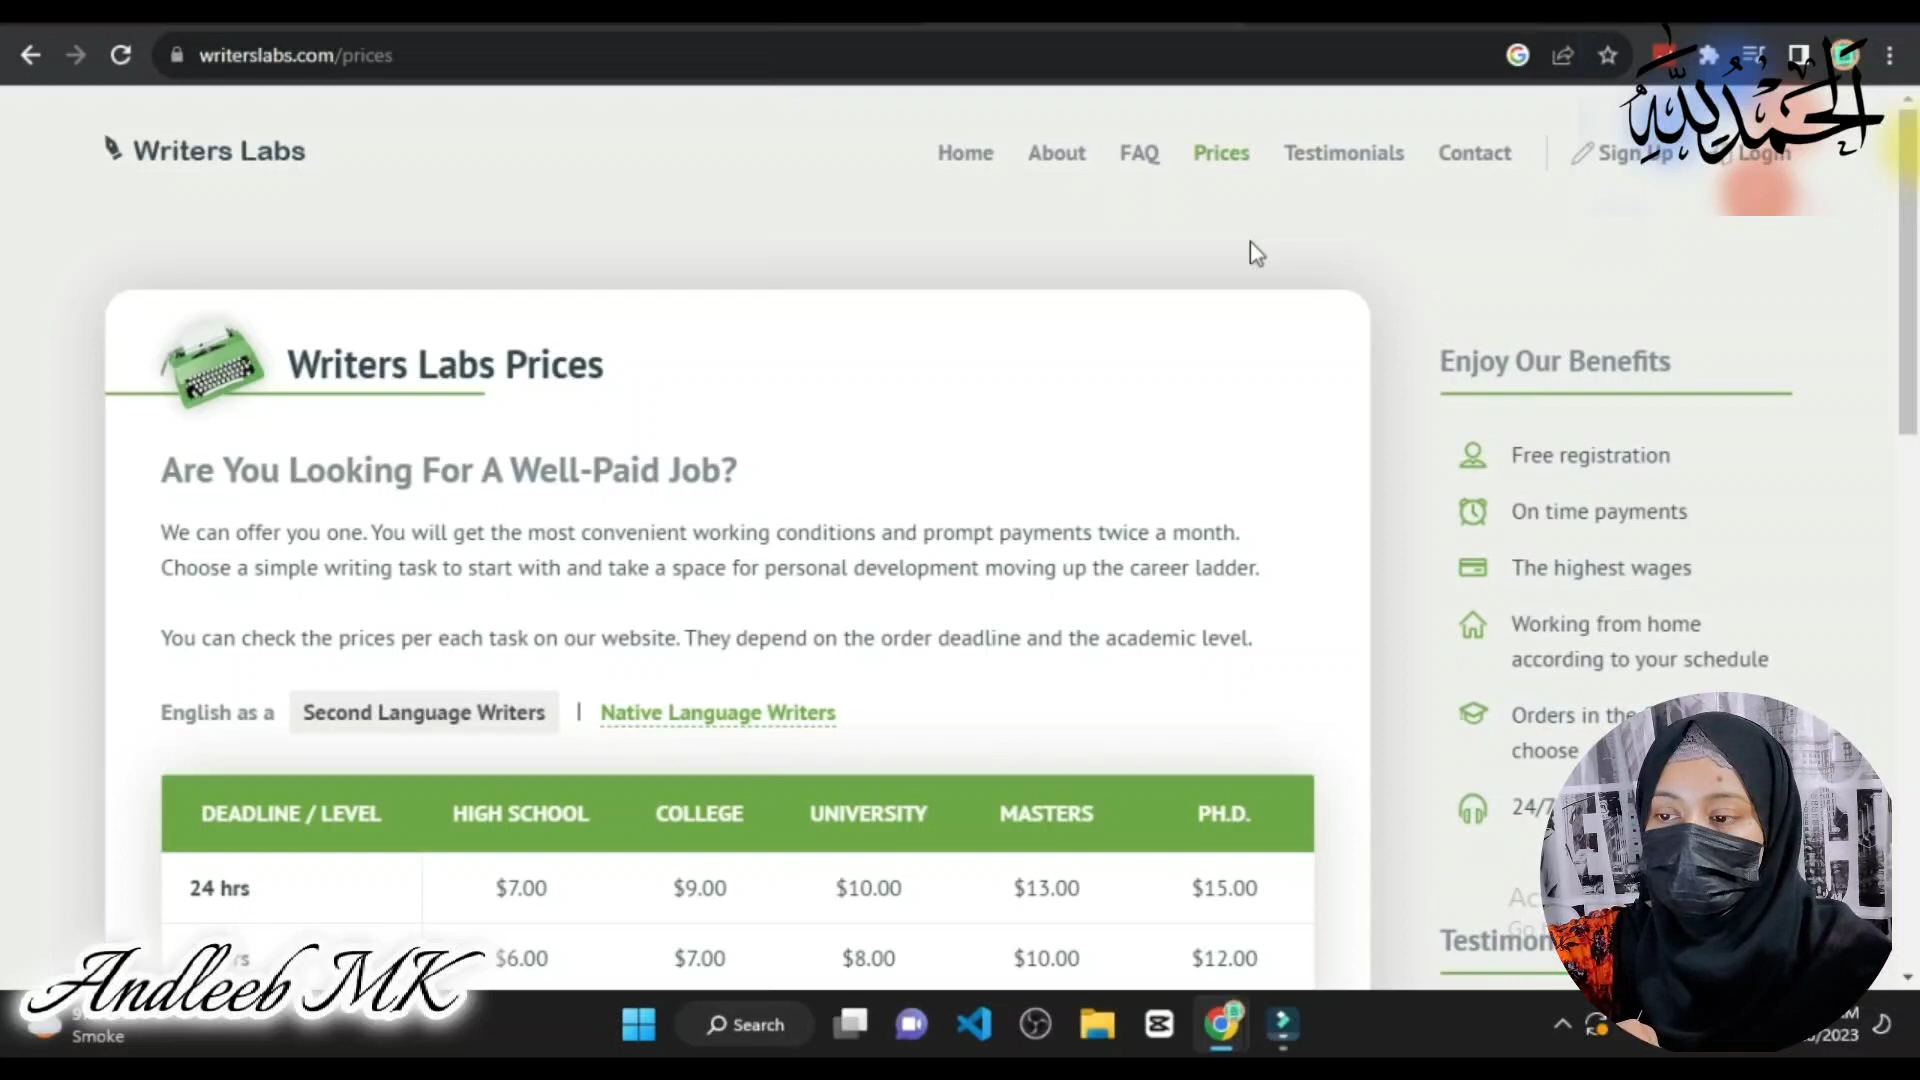 writerslabs.com/prices
الحمد لله
Writers Labs
Home About FAQ Prices Testimonials Contact Sign Up Login
Writers Labs Prices
Are You Looking For A Well-Paid Job?
We can offer you one. You will get the most convenient working conditions and prompt payments twice a month.
Choose a simple writing task to start with and take a space for personal development moving up the career ladder.
You can check the prices per each task on our website. They depend on the order deadline and the academic level.
English as a Second Language Writers | Native Language Writers
DEADLINE / LEVEL HIGH SCHOOL COLLEGE UNIVERSITY MASTERS PH.D.
24 hrs $7.00 $9.00 $10.00 $13.00 $15.00
$6.00 $7.00 $8.00 $10.00 $12.00
Enjoy Our Benefits
Free registration
On time payments
The highest wages
Working from home
according to your schedule
Orders in the
choose
24/7
Andleeb MK
Smoke
Search